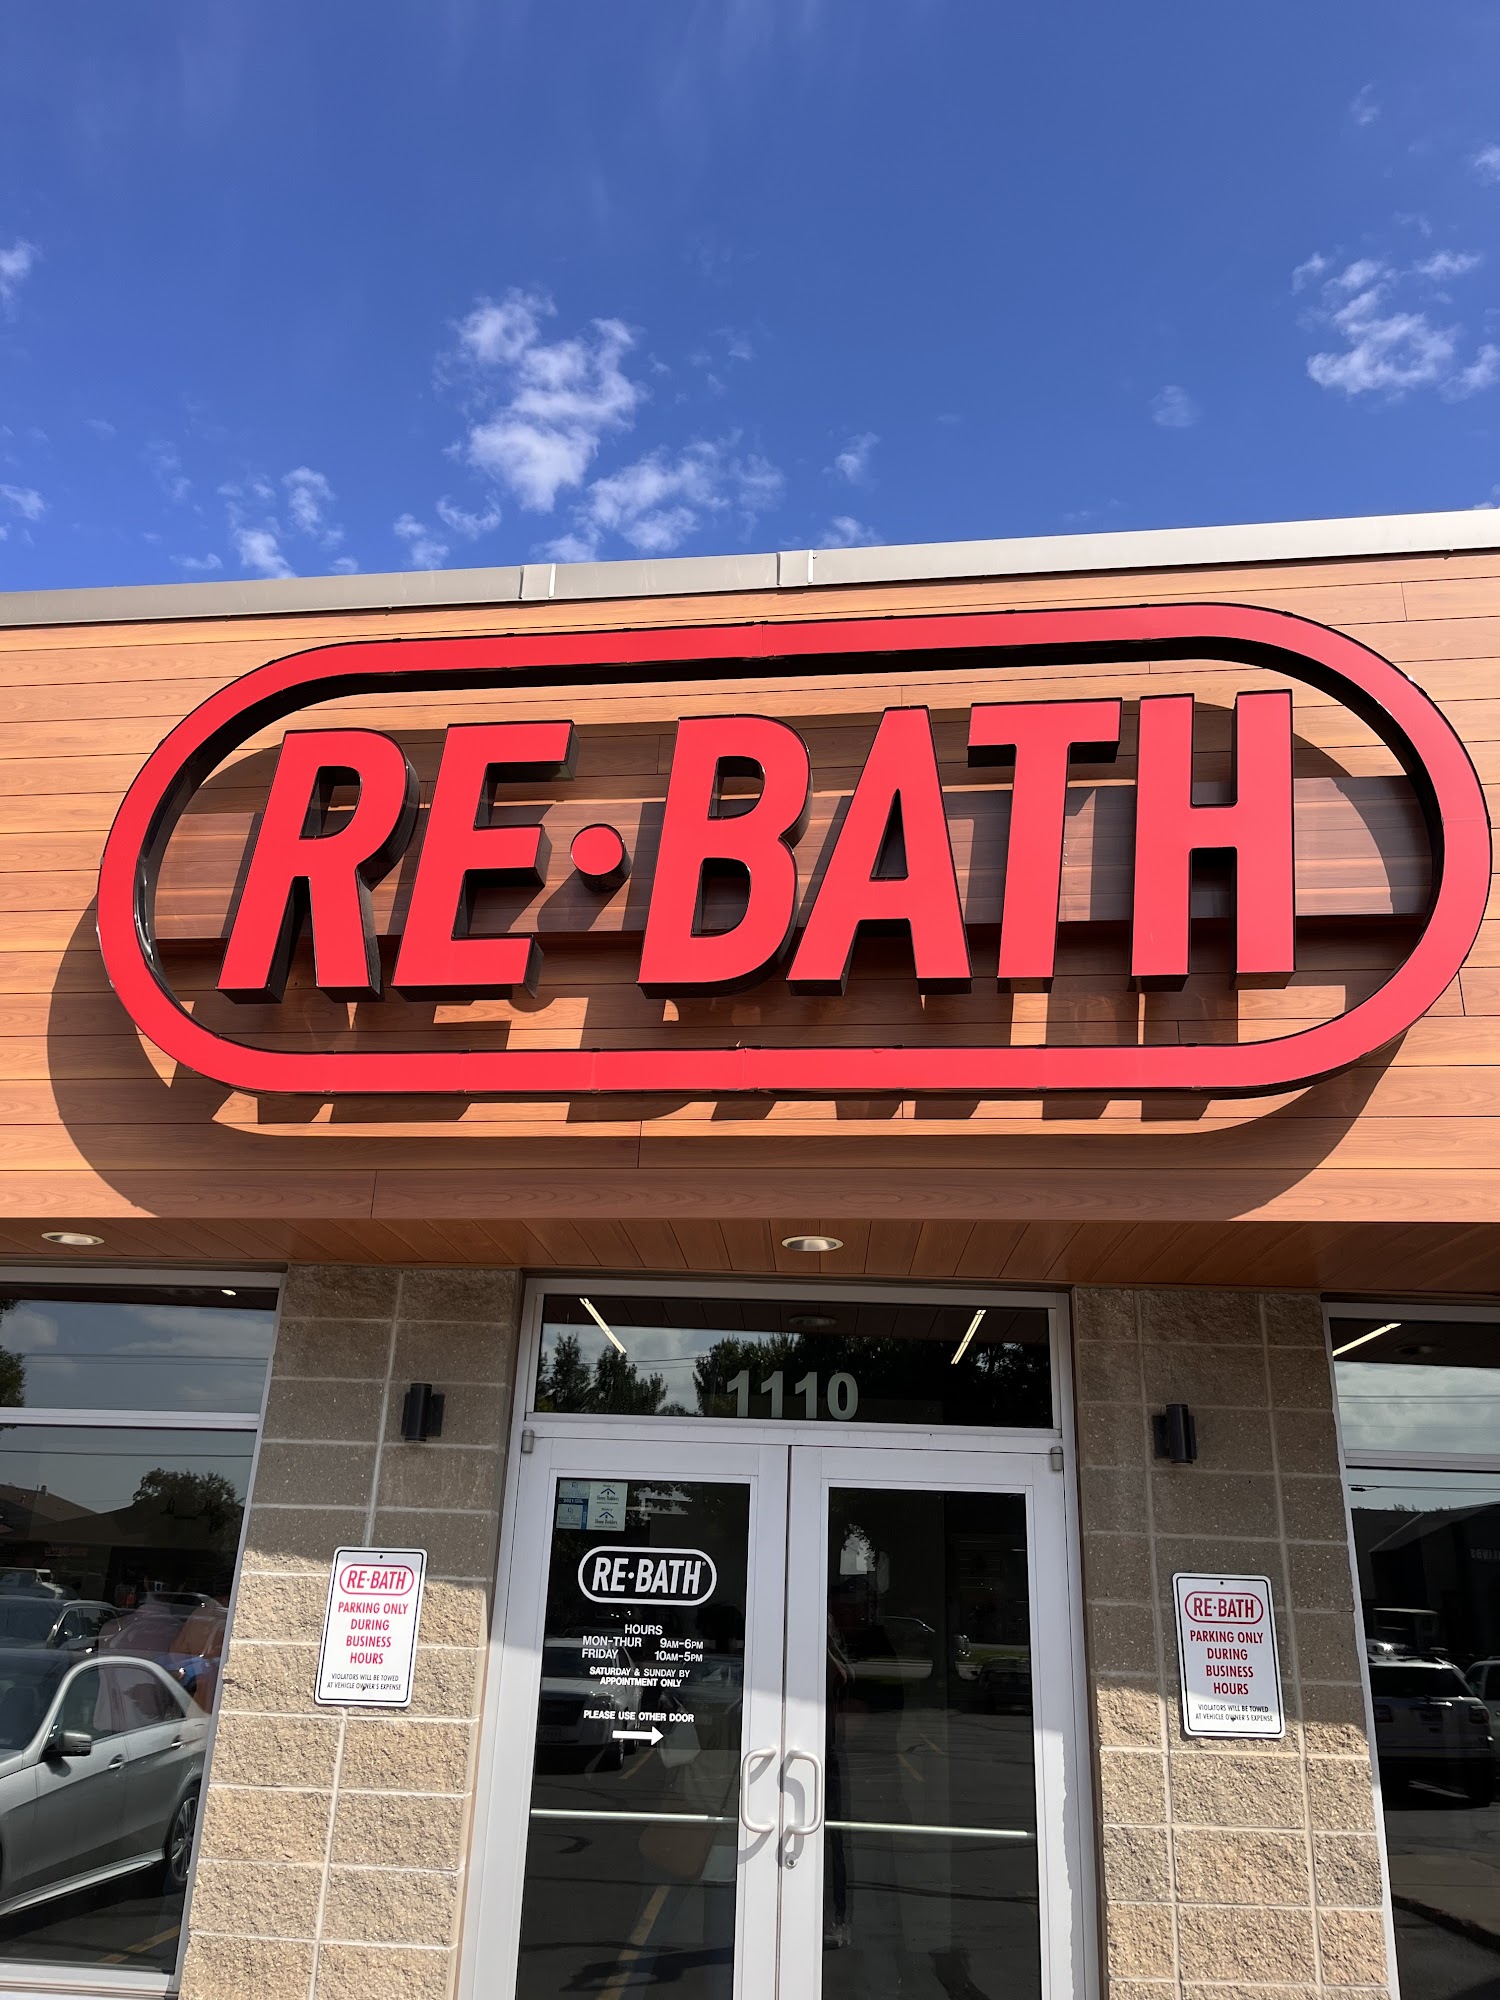 RE·BATH
1110
RE·BATH
HOURS
MON-THUR 9AM-6PM
FRIDAY 10AM-5PM
SATURDAY & SUNDAY BY
APPOINTMENT ONLY
PLEASE USE OTHER DOOR
RE·BATH
PARKING ONLY
DURING
BUSINESS
HOURS
VIOLATORS WILL BE TOWED
AT VEHICLE OWNER'S EXPENSE
RE·BATH
PARKING ONLY
DURING
BUSINESS
HOURS
VIOLATORS WILL BE TOWED
AT VEHICLE OWNER'S EXPENSE